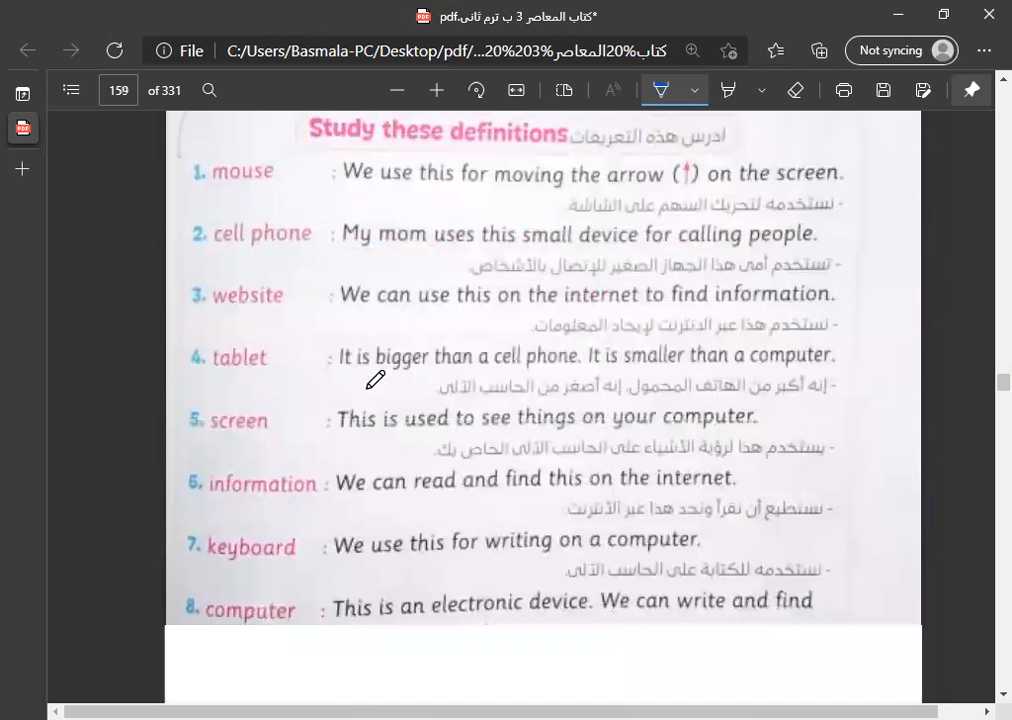 *كتاب المعاصر 3 ب ترم ثانى.pdf
File C:/Users/Basmala-PC/Desktop/pdf/...20%203%كتاب%20المعاصر Not syncing
159 of 331
Study these definitions ادرس هذه التعريفات
1. mouse : We use this for moving the arrow (↑) on the screen.
- نستخدمه لتحريك السهم على الشاشة.
2. cell phone : My mom uses this small device for calling people.
- تستخدم أمى هذا الجهاز الصغير للإتصال بالأشخاص.
3. website : We can use this on the internet to find information.
- نستخدم هذا عبر الانترنت لإيجاد المعلومات.
4. tablet : It is bigger than a cell phone. It is smaller than a computer.
- إنه أكبر من الهاتف المحمول. إنه أصغر من الحاسب الآلى.
5. screen : This is used to see things on your computer.
- يستخدم هذا لرؤية الأشياء على الحاسب الآلى الخاص بك.
6. information : We can read and find this on the internet.
- نستطيع أن نقرأ ونجد هذا عبر الأنترنت.
7. keyboard : We use this for writing on a computer.
- نستخدمه للكتابة على الحاسب الآلى.
8. computer : This is an electronic device. We can write and find